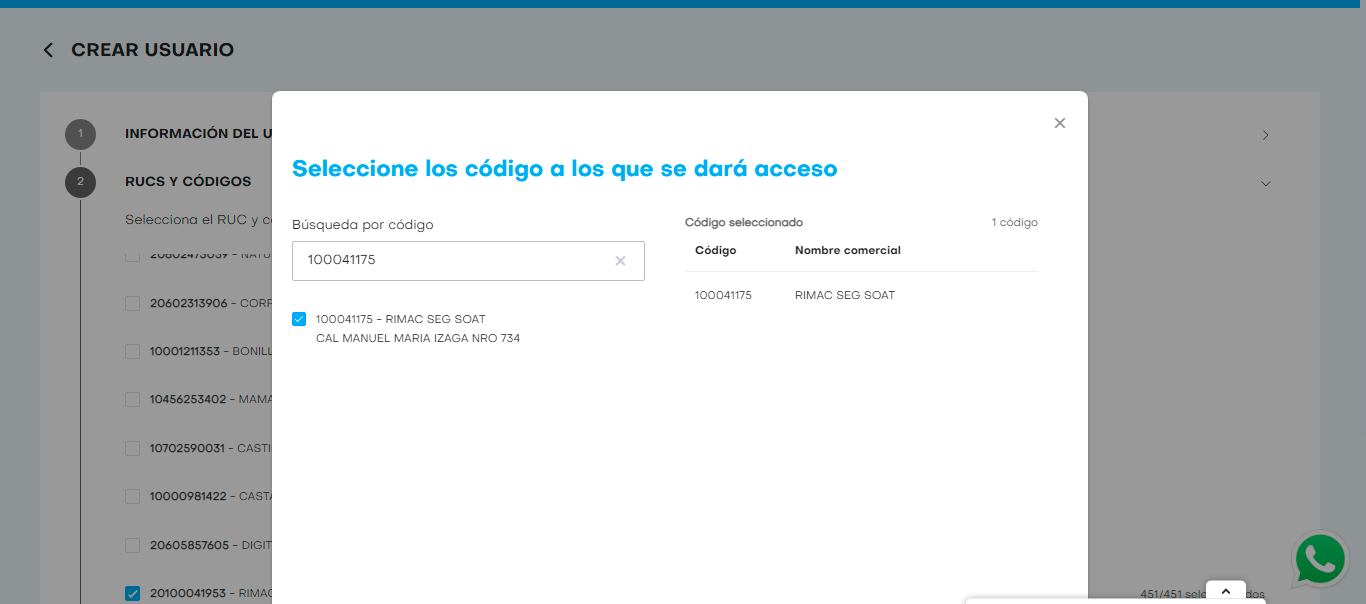 CREAR USUARIO
1
INFORMACIÓN DEL U
2
RUCS Y CÓDIGOS
Selecciona el RUC y c
20602473039 - NATU
20602313906 - CORP
10001211353 - BONILL
10456253402 - MAMA
10702590031 - CASTI
10000981422 - CASTA
20605857605 - DIGIT
20100041953 - RIMAC
Seleccione los código a los que se dará acceso
Búsqueda por código
100041175
100041175 - RIMAC SEG SOAT
CAL MANUEL MARIA IZAGA NRO 734
Código seleccionado 1 código
Código Nombre comercial
100041175 RIMAC SEG SOAT
451/451 sele dos